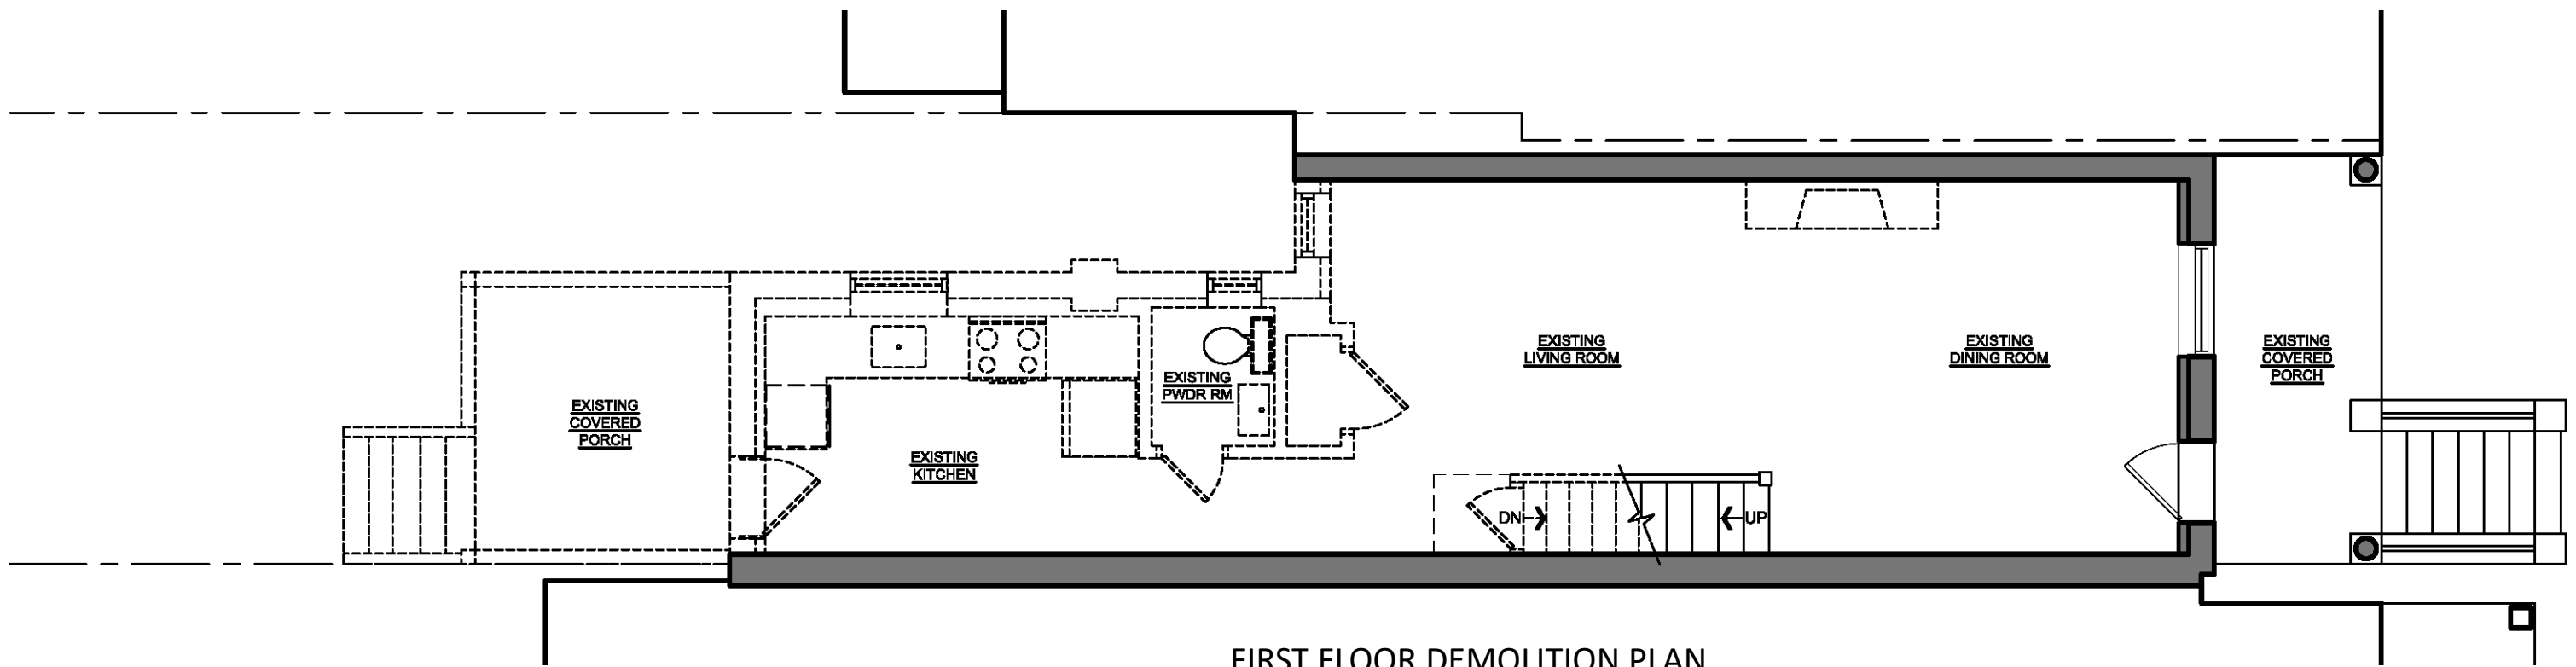 EXISTING
COVERED
PORCH
EXISTING
KITCHEN
EXISTING
PWDR RM
EXISTING
LIVING ROOM
DN
UP
EXISTING
DINING ROOM
EXISTING
COVERED
PORCH
FIRST FLOOR DEMOLITION PLAN